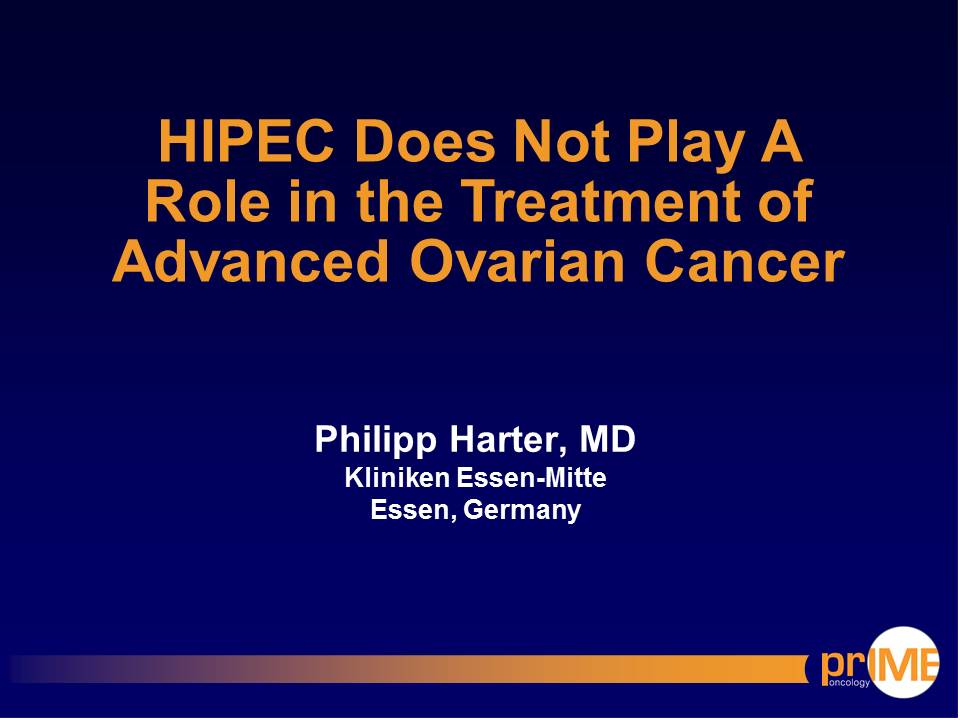 HIPEC Does Not Play A
Role in the Treatment of
Advanced Ovarian Cancer
Philipp Harter, MD
Kliniken Essen-Mitte
Essen, Germany
prIME
oncology